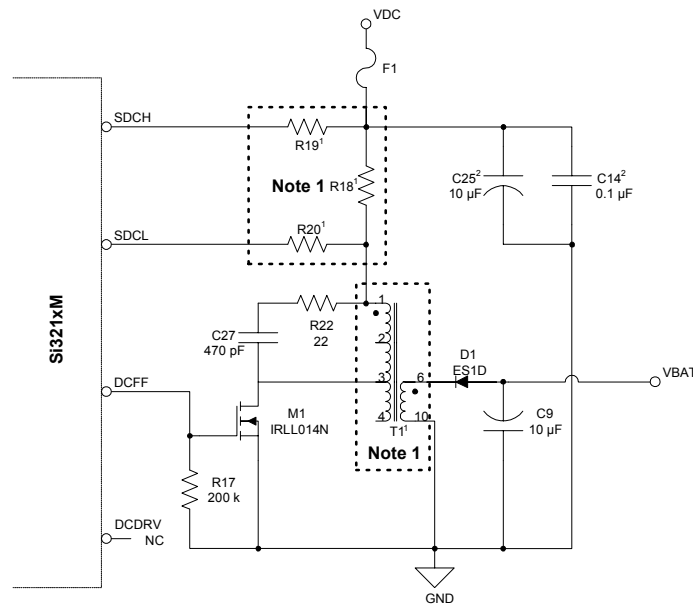 VDC
F1
SDCH
R19¹
Note 1
R18¹
C25²
10 µF
C14²
0.1 µF
SDCL
R20¹
Si321xM
1
R22
22
C27
470 pF
2
D1
ES1D
VBAT
3
6
DCFF
M1
IRLL014N
4
10
T1¹
C9
10 µF
Note 1
R17
200 k
DCDRV
NC
GND